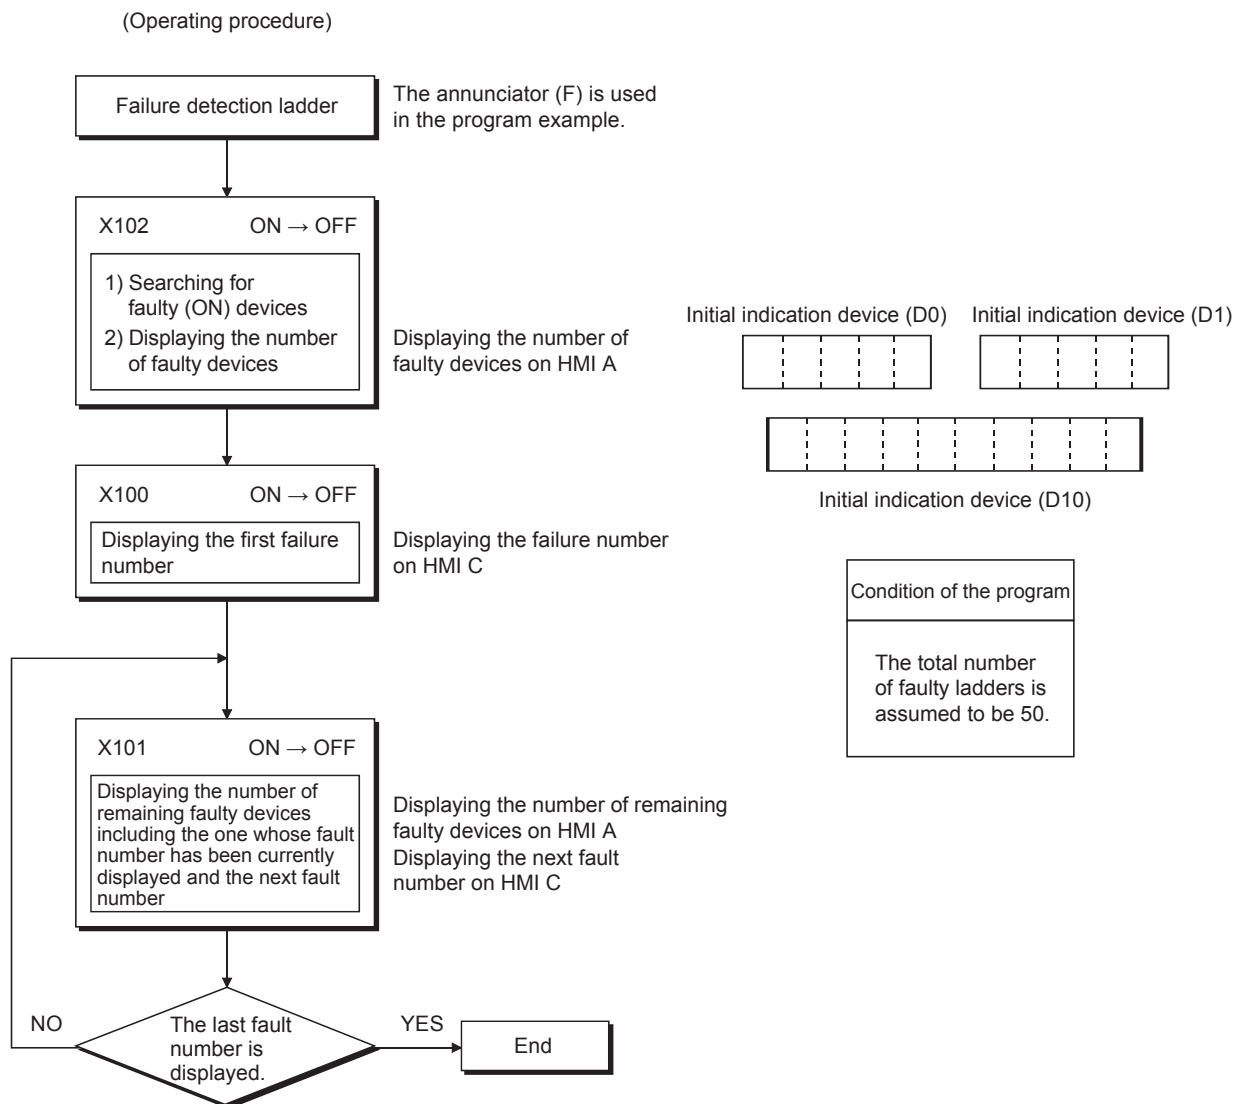 (Operating procedure)
Failure detection ladder
The annunciator (F) is used
in the program example.
X102 ON → OFF
1) Searching for
faulty (ON) devices
2) Displaying the number
of faulty devices
Displaying the number of
faulty devices on HMI A
X100 ON → OFF
Displaying the first failure
number
Displaying the failure number
on HMI C
X101 ON → OFF
Displaying the number of
remaining faulty devices
including the one whose fault
number has been currently
displayed and the next fault
number
Displaying the number of remaining
faulty devices on HMI A
Displaying the next fault
number on HMI C
NO
The last fault
number is
displayed.
YES
End
Initial indication device (D0)
Initial indication device (D1)
Initial indication device (D10)
Condition of the program
The total number
of faulty ladders is
assumed to be 50.